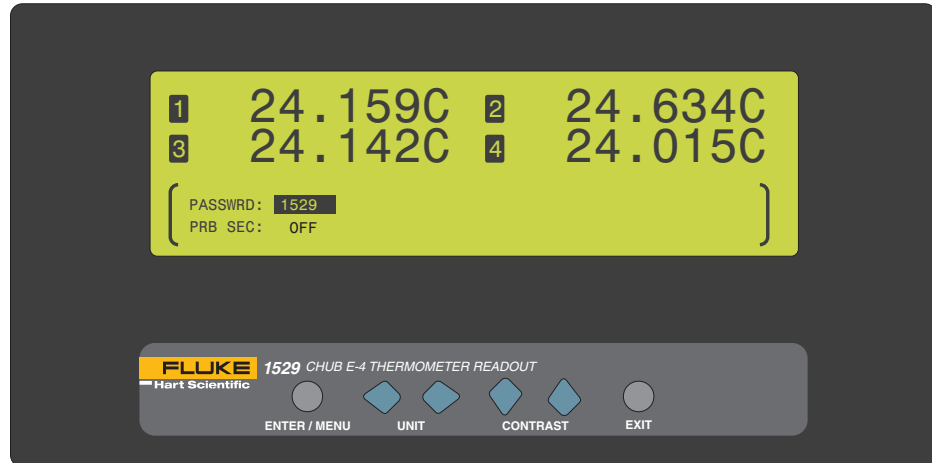 1 24.159C 2 24.634C
3 24.142C 4 24.015C
PASSWRD: 1529
PRB SEC: OFF
FLUKE 1529 CHUB E-4 THERMOMETER READOUT
Hart Scientific
ENTER / MENU UNIT CONTRAST EXIT